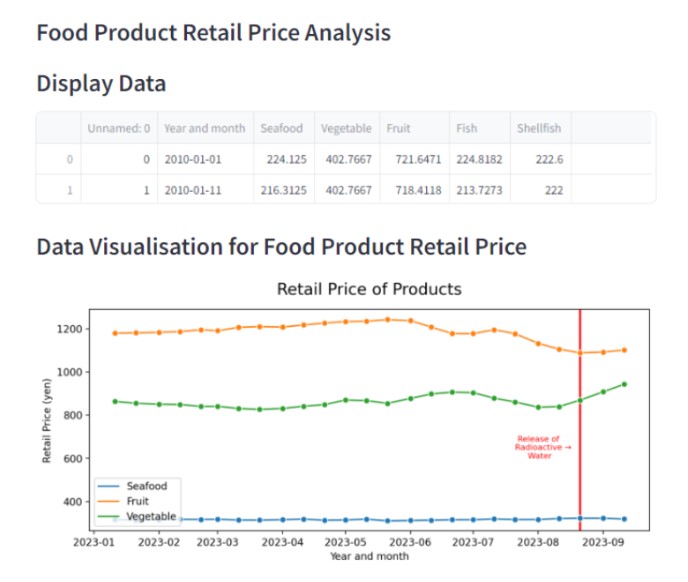 Food Product Retail Price Analysis
Display Data
Unnamed: 0 Year and month Seafood Vegetable Fruit Fish Shellfish
0 0 2010-01-01 224.125 402.7667 721.6471 224.8182 222.6
1 1 2010-01-11 216.3125 402.7667 718.4118 213.7273 222
Data Visualisation for Food Product Retail Price
Retail Price of Products
1200
1000
800
600
400
Retail Price (yen)
Release of
Radioactive →
Water
Seafood
Fruit
Vegetable
2023-01 2023-02 2023-03 2023-04 2023-05 2023-06 2023-07 2023-08 2023-09
Year and month